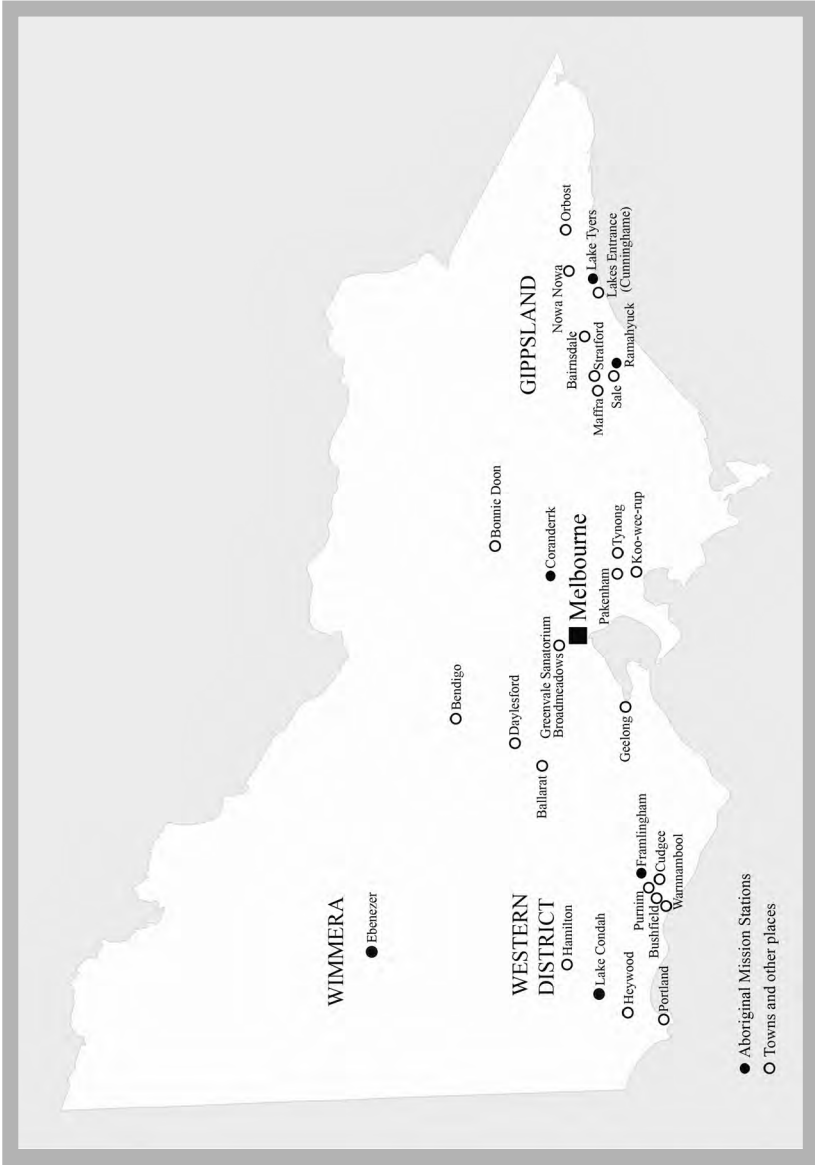 WIMMERA
Ebenezer
WESTERN
DISTRICT
Hamilton
Lake Condah
Heywood
Portland
Purnim
Bushfield
Framlingham
Cudgee
Warrnambool
Bendigo
Daylesford
Ballarat
Greenvale Sanatorium
Broadmeadows
Melbourne
Geelong
Bonnie Doon
Coranderrk
Pakenham
Tynong
Koo-wee-rup
GIPPSLAND
Nowa Nowa
Orbost
Bairnsdale
Lake Tyers
Lakes Entrance
(Cunninghame)
Maffra
Stratford
Sale
Ramahyuck
Aboriginal Mission Stations
Towns and other places